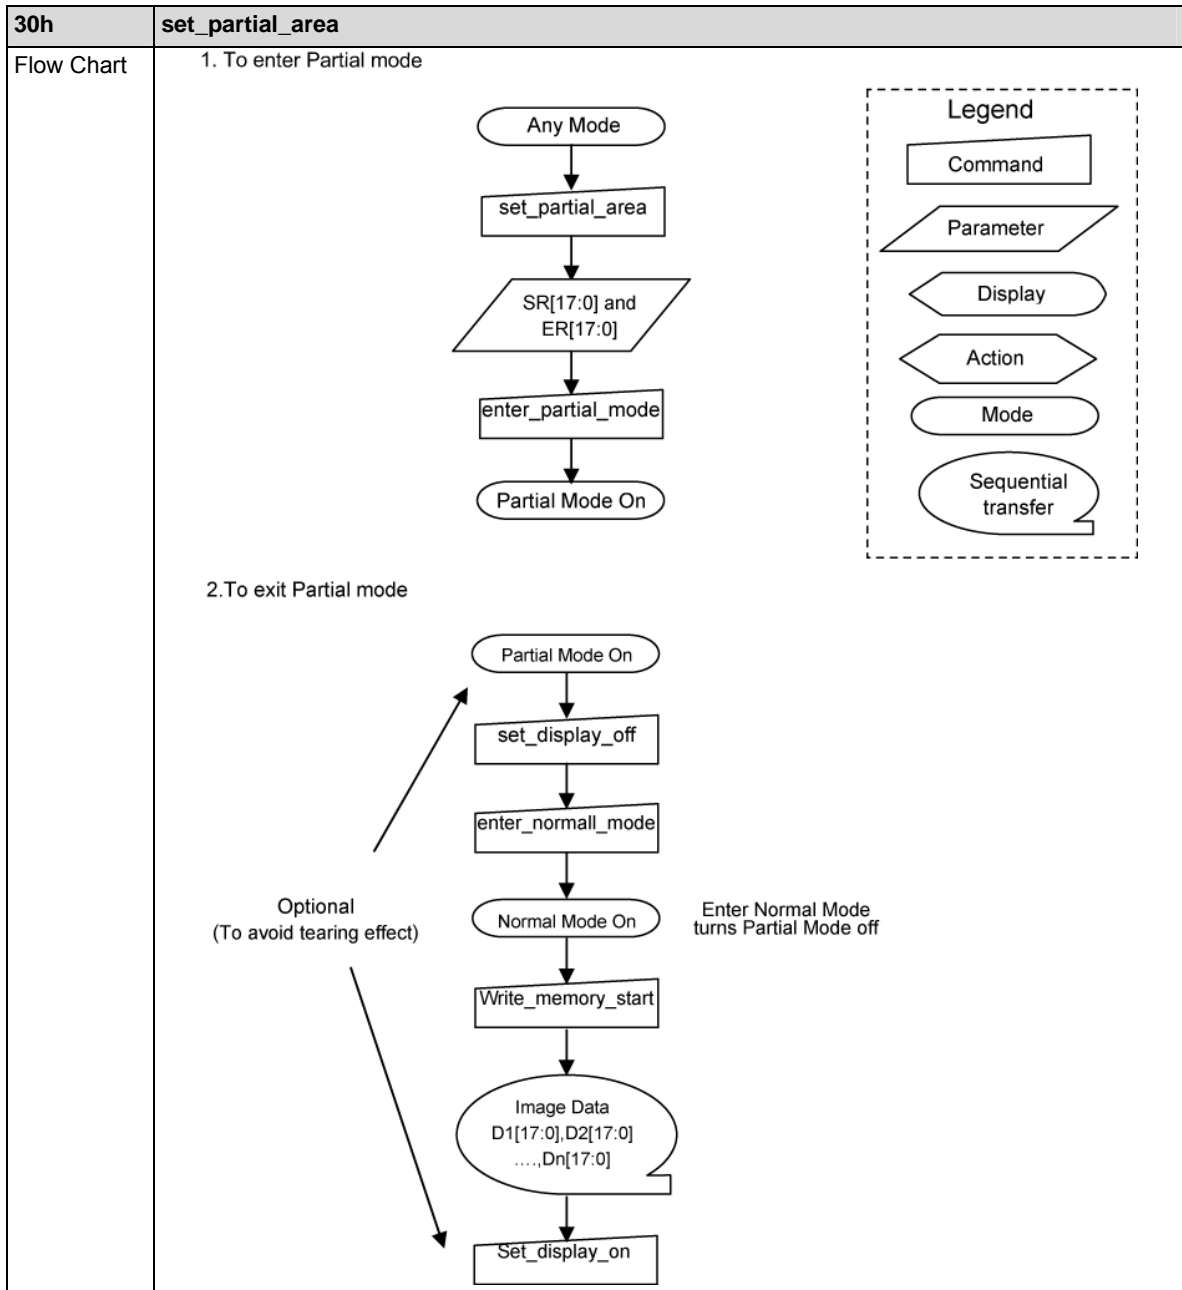 30h
set_partial_area
Flow Chart
1. To enter Partial mode
Any Mode
set_partial_area
SR[17:0] and
ER[17:0]
enter_partial_mode
Partial Mode On
Legend
Command
Parameter
Display
Action
Mode
Sequential
transfer
2.To exit Partial mode
Partial Mode On
set_display_off
enter_normall_mode
Optional
(To avoid tearing effect)
Normal Mode On
Enter Normal Mode
turns Partial Mode off
Write_memory_start
Image Data
D1[17:0],D2[17:0]
....,Dn[17:0]
Set_display_on